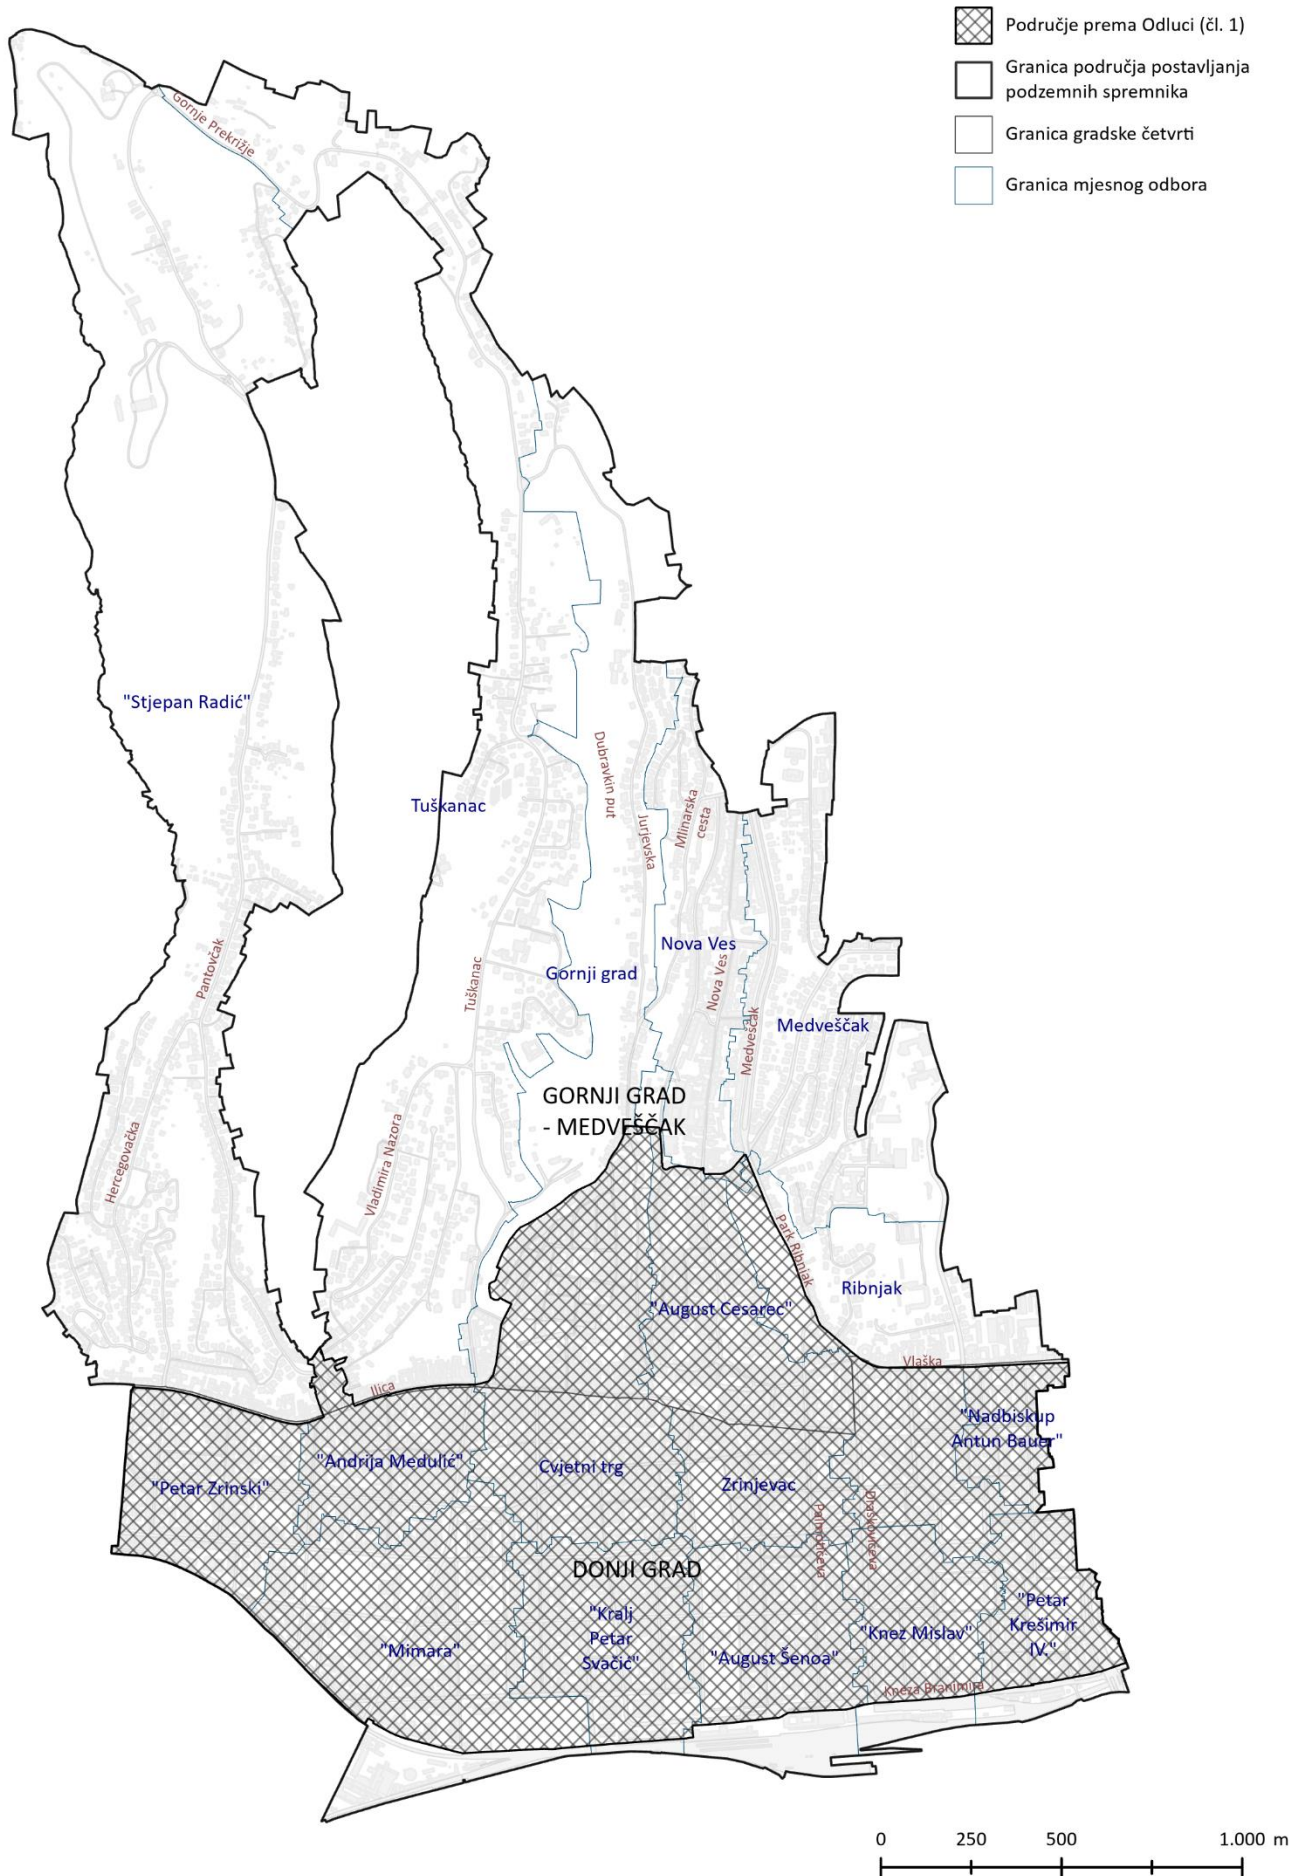 Područje prema Odluci (čl. 1)
Granica područja postavljanja
podzemnih spremnika
Granica gradske četvrti
Granica mjesnog odbora
Gornje Prekrižje
"Stjepan Radić"
Dubravkin put
Tuškanac
Mlinarska
cesta
Jurjevska
Nova Ves
Pantovčak
Gornji grad
Tuškanac
Nova Ves
Medveščak
Medveščak
GORNJI GRAD
- MEDVEŠČAK
Hercegovačka
Vladimira Nazora
Park Ribnjak
Ribnjak
"August Cesarec"
Vlaška
Ilica
"Nadbiskup
Antun Bauer"
"Andrija Medulić"
Cvjetni trg
"Petar Zrinski"
Zrinjevac
Palmotićeva
Draškovićeva
DONJI GRAD
"Kralj
Petar
Svačić"
"Petar
Krešimir
IV."
"Mimara"
"August Šenoa"
"Knez Mislav"
Kneza Branimira
0 250 500 1.000 m